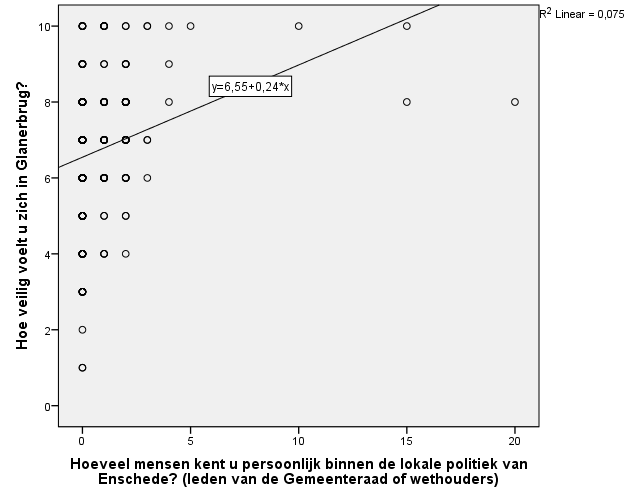 R² Linear = 0,075
10
8
6
4
2
0
Hoe veilig voelt u zich in Glanerbrug?
y=6,55+0,24*x
0
5
10
15
20
Hoeveel mensen kent u persoonlijk binnen de lokale politiek van
Enschede? (leden van de Gemeenteraad of wethouders)